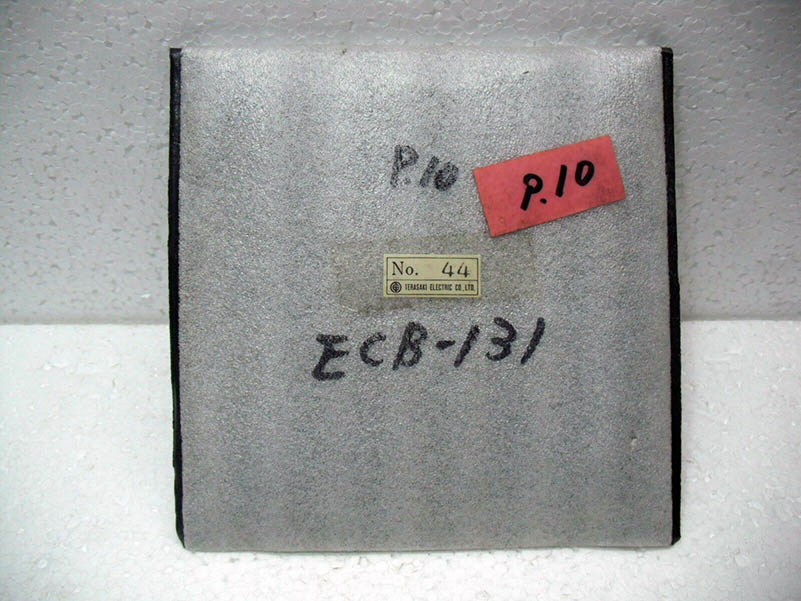 P.10
P.10
No. 44
TERASAKI ELECTRIC CO., LTD.
ECB-131